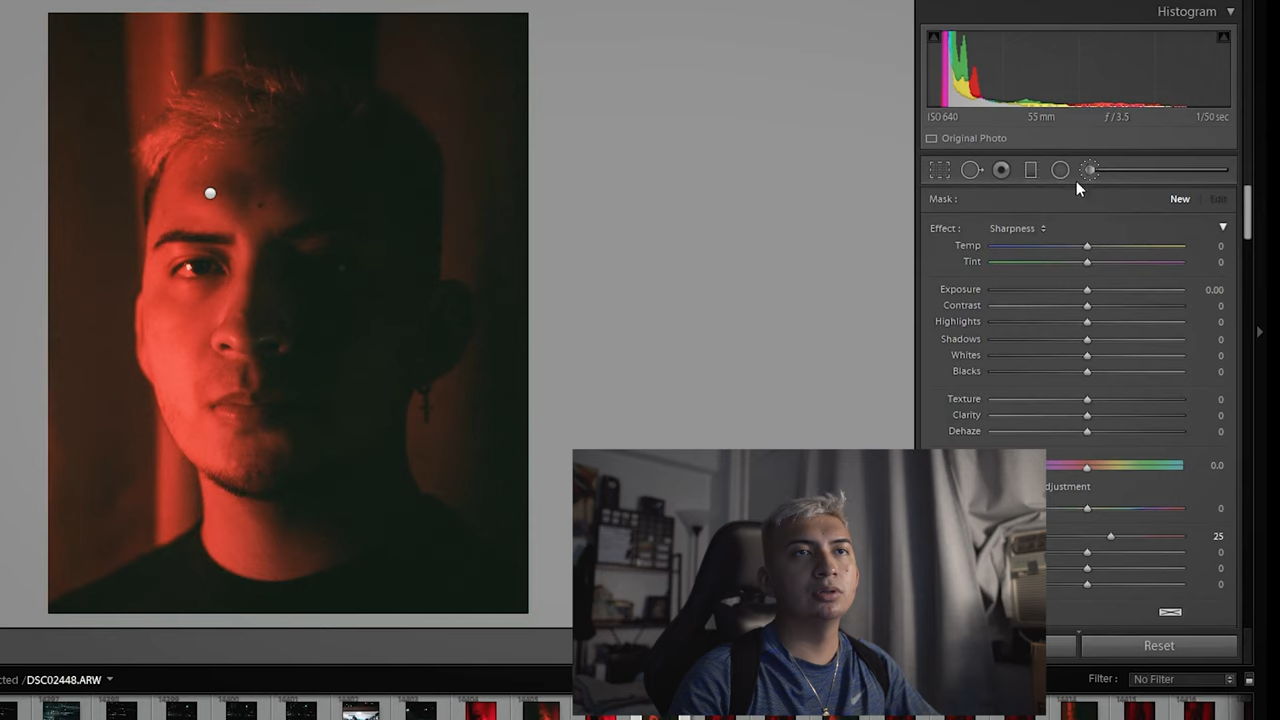 Histogram
ISO 640 55 mm ƒ / 3.5 1/50 sec
Original Photo
Mask : New Edit
Effect : Sharpness
Temp 0
Tint 0
Exposure 0.00
Contrast 0
Highlights 0
Shadows 0
Whites 0
Blacks 0
Texture 0
Clarity 0
Dehaze 0
0.0
djustment
0
25
0
0
0
Reset
cted / DSC02448.ARW
Filter : No Filter